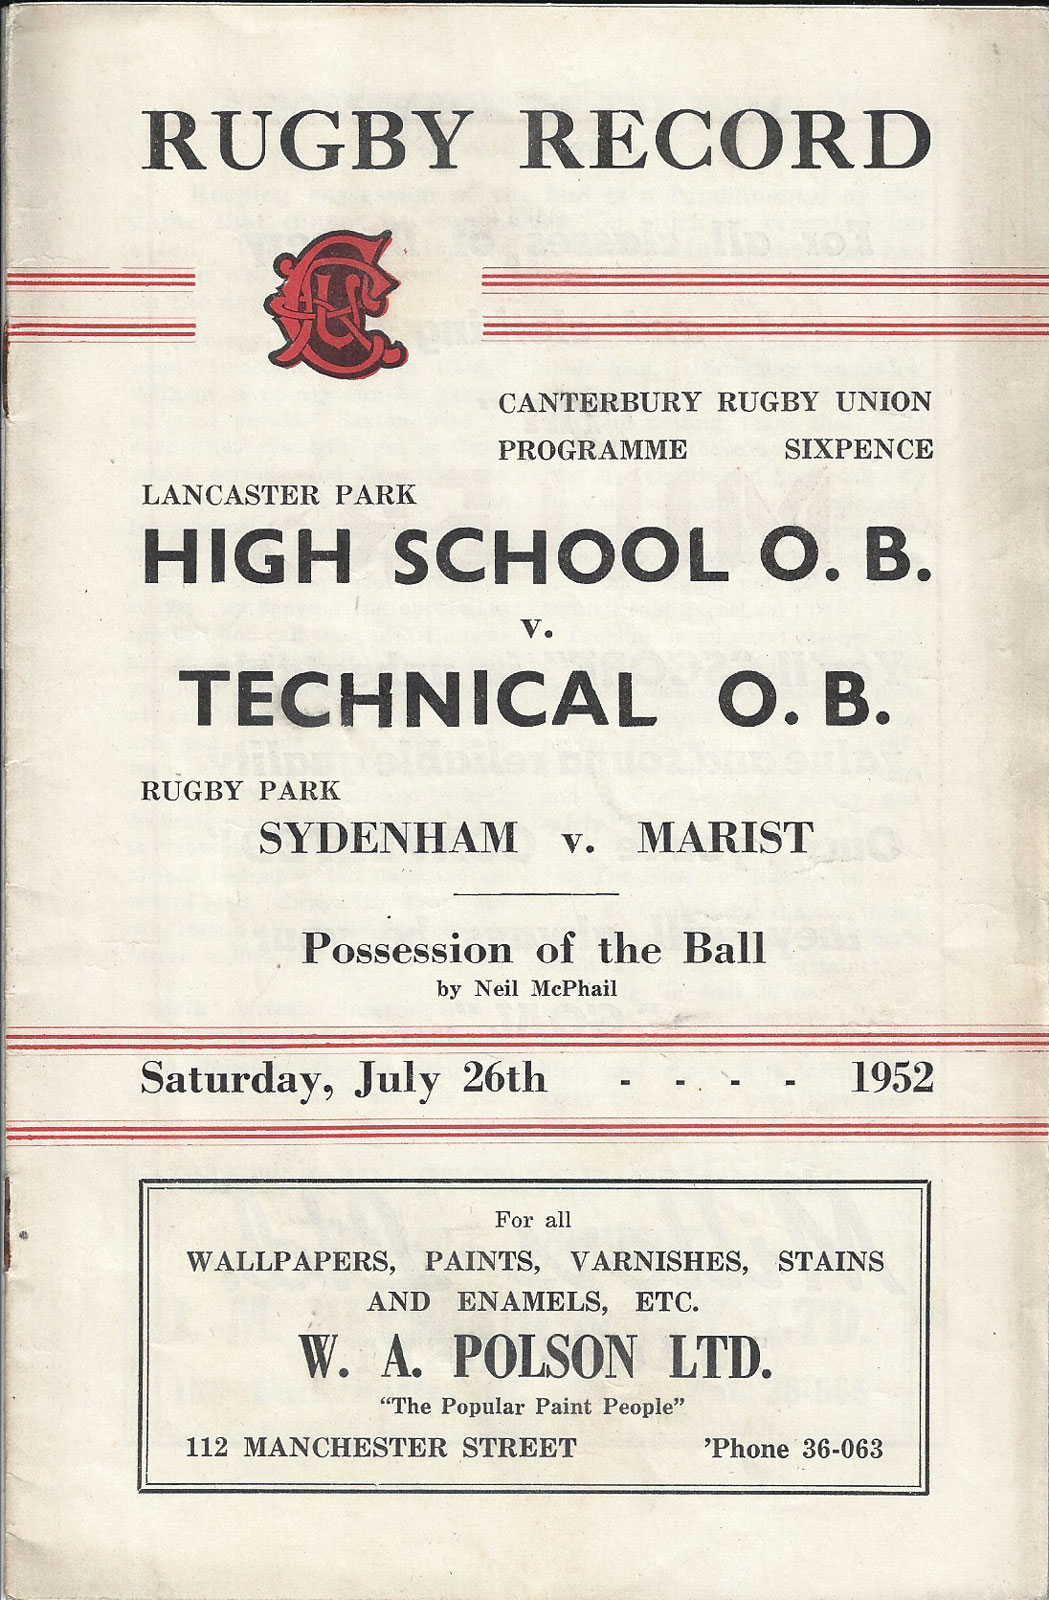 RUGBY RECORD
CRU
CANTERBURY RUGBY UNION
PROGRAMME SIXPENCE
LANCASTER PARK
HIGH SCHOOL O. B.
v.
TECHNICAL O. B.
RUGBY PARK
SYDENHAM v. MARIST
Possession of the Ball
by Neil McPhail
Saturday, July 26th - - - - 1952
For all
WALLPAPERS, PAINTS, VARNISHES, STAINS
AND ENAMELS, ETC.
W. A. POLSON LTD.
“The Popular Paint People”
112 MANCHESTER STREET ’Phone 36-063